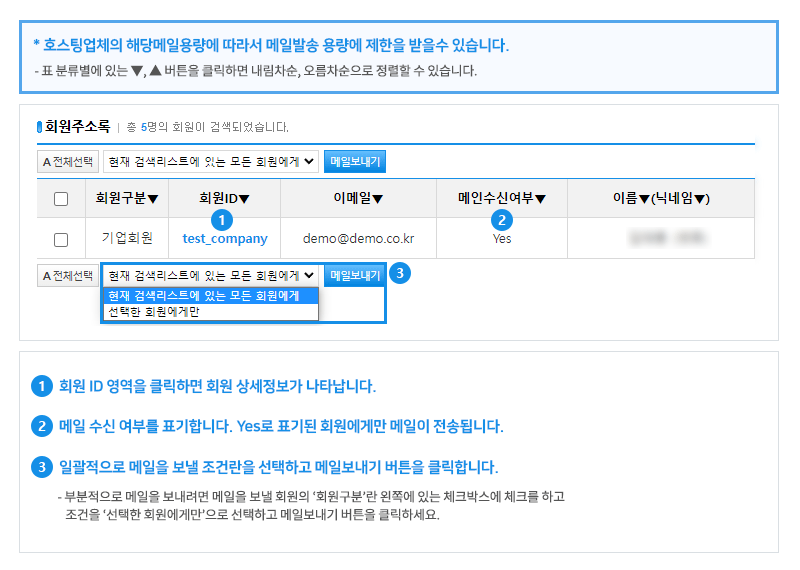 * 호스팅업체의 해당메일용량에 따라서 메일발송 용량에 제한을 받을수 있습니다.
- 표 분류별에 있는 ▼, ▲ 버튼을 클릭하면 내림차순, 오름차순으로 정렬할 수 있습니다.
회원주소록 | 총 5명의 회원이 검색되었습니다.
A 전체선택 현재 검색리스트에 있는 모든 회원에게 메일보내기
회원구분▼ 회원ID▼ 이메일▼ 메인수신여부▼ 이름▼(닉네임▼)
1 2
기업회원 test_company demo@demo.co.kr Yes
A 전체선택 현재 검색리스트에 있는 모든 회원에게 메일보내기 3
현재 검색리스트에 있는 모든 회원에게
선택한 회원에게만
1 회원 ID 영역을 클릭하면 회원 상세정보가 나타납니다.
2 메일 수신 여부를 표기합니다. Yes로 표기된 회원에게만 메일이 전송됩니다.
3 일괄적으로 메일을 보낼 조건란을 선택하고 메일보내기 버튼을 클릭합니다.
- 부분적으로 메일을 보내려면 메일을 보낼 회원의 ‘회원구분’란 왼쪽에 있는 체크박스에 체크를 하고
조건을 ‘선택한 회원에게만’으로 선택하고 메일보내기 버튼을 클릭하세요.